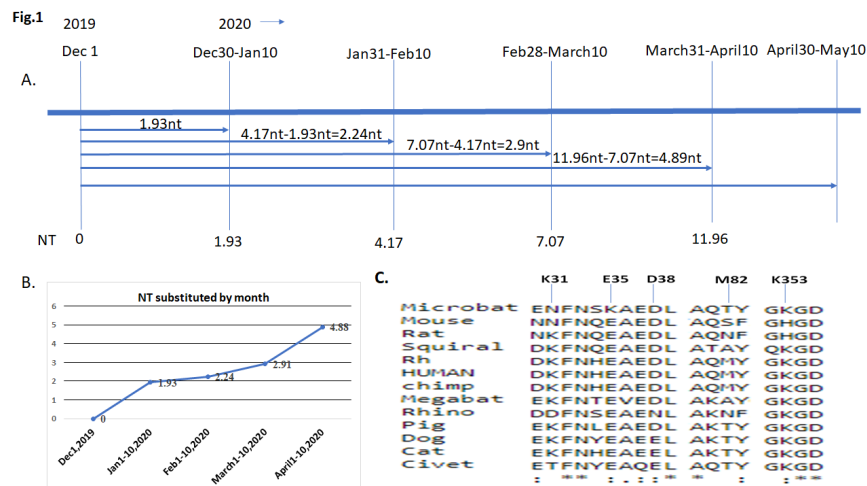 Fig.1
2019
2020
Dec 1
Dec30-Jan10
Jan31-Feb10
Feb28-March10
March31-April10
April30-May10
A.
1.93nt
4.17nt-1.93nt=2.24nt
7.07nt-4.17nt=2.9nt
11.96nt-7.07nt=4.89nt
NT
0
1.93
4.17
7.07
11.96
B.
NT substituted by month
6
5
4
3
2
1
0
0
1.93
2.24
2.91
4.88
Dec1,2019
Jan1-10,2020
Feb1-10,2020
March1-10,2020
April1-10,2020
C.
K31 E35 D38 M82 K353
Microbat ENFNSKAEDL AQTY GKGD
Mouse NNFNQEAEDL AQSF GHGD
Rat NKFNQEAEDL AQNF GHGD
Squiral DKFNQEAEDL ATAY QKGD
Rh DKFNHEAEDL AQMY GKGD
HUMAN DKFNHEAEDL AQMY GKGD
chimp DKFNHEAEDL AQMY GKGD
Megabat EKFNTEVEDL AKAY GKGD
Rhino DDFNSEAENL AKNF GKGD
Pig EKFNLEAEDL AKTY GKGD
Dog EKFNYEAEEL AKTY GKGD
Cat EKFNHEAEEL AKTY GKGD
Civet ETFNYEAQEL AQTY GKGD
: ** : . : : * * : : **